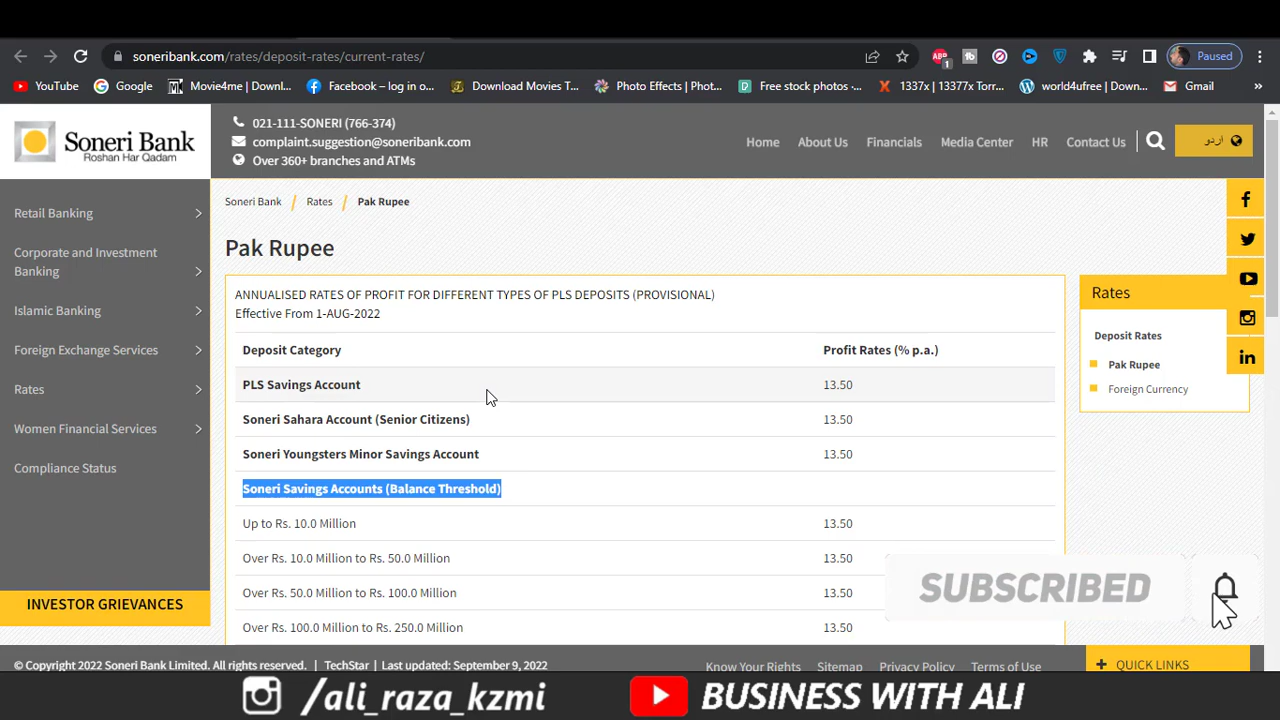 soneribank.com/rates/deposit-rates/current-rates/
ABP
1
Paused
YouTube
Google
Movie4me | Downl...
Facebook – log in o...
Download Movies T...
Photo Effects | Phot...
Free stock photos -...
1337x | 13377x Torr...
world4ufree | Down...
Gmail
»
Soneri Bank
Roshan Har Qadam
021-111-SONERI (766-374)
complaint.suggestion@soneribank.com
Over 360+ branches and ATMs
Home
About Us
Financials
Media Center
HR
Contact Us
اردو
Retail Banking
Corporate and Investment
Banking
Islamic Banking
Foreign Exchange Services
Rates
Women Financial Services
Compliance Status
INVESTOR GRIEVANCES
Soneri Bank / Rates / Pak Rupee
Pak Rupee
ANNUALISED RATES OF PROFIT FOR DIFFERENT TYPES OF PLS DEPOSITS (PROVISIONAL)
Effective From 1-AUG-2022
Deposit Category Profit Rates (% p.a.)
PLS Savings Account 13.50
Soneri Sahara Account (Senior Citizens) 13.50
Soneri Youngsters Minor Savings Account 13.50
Soneri Savings Accounts (Balance Threshold)
Up to Rs. 10.0 Million 13.50
Over Rs. 10.0 Million to Rs. 50.0 Million 13.50
Over Rs. 50.0 Million to Rs. 100.0 Million 13.50
Over Rs. 100.0 Million to Rs. 250.0 Million 13.50
Rates
Deposit Rates
Pak Rupee
Foreign Currency
SUBSCRIBED
© Copyright 2022 Soneri Bank Limited. All rights reserved. | TechStar | Last updated: September 9, 2022
Know Your Rights
Sitemap
Privacy Policy
Terms of Use
+ QUICK LINKS
/ali_raza_kzmi
BUSINESS WITH ALI